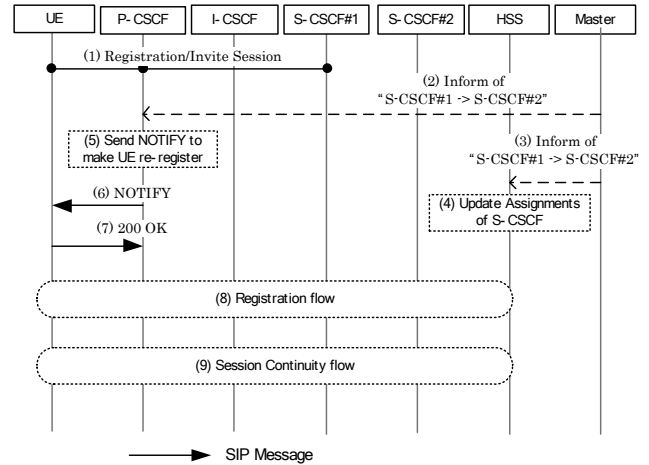 UE P-CSCF I-CSCF S-CSCF#1 S-CSCF#2 HSS Master
(1) Registration/Invite Session
(2) Inform of
“S-CSCF#1 -> S-CSCF#2”
(5) Send NOTIFY to
make UE re-register
(3) Inform of
“S-CSCF#1 -> S-CSCF#2”
(6) NOTIFY
(4) Update Assignments
of S-CSCF
(7) 200 OK
(8) Registration flow
(9) Session Continuity flow
SIP Message